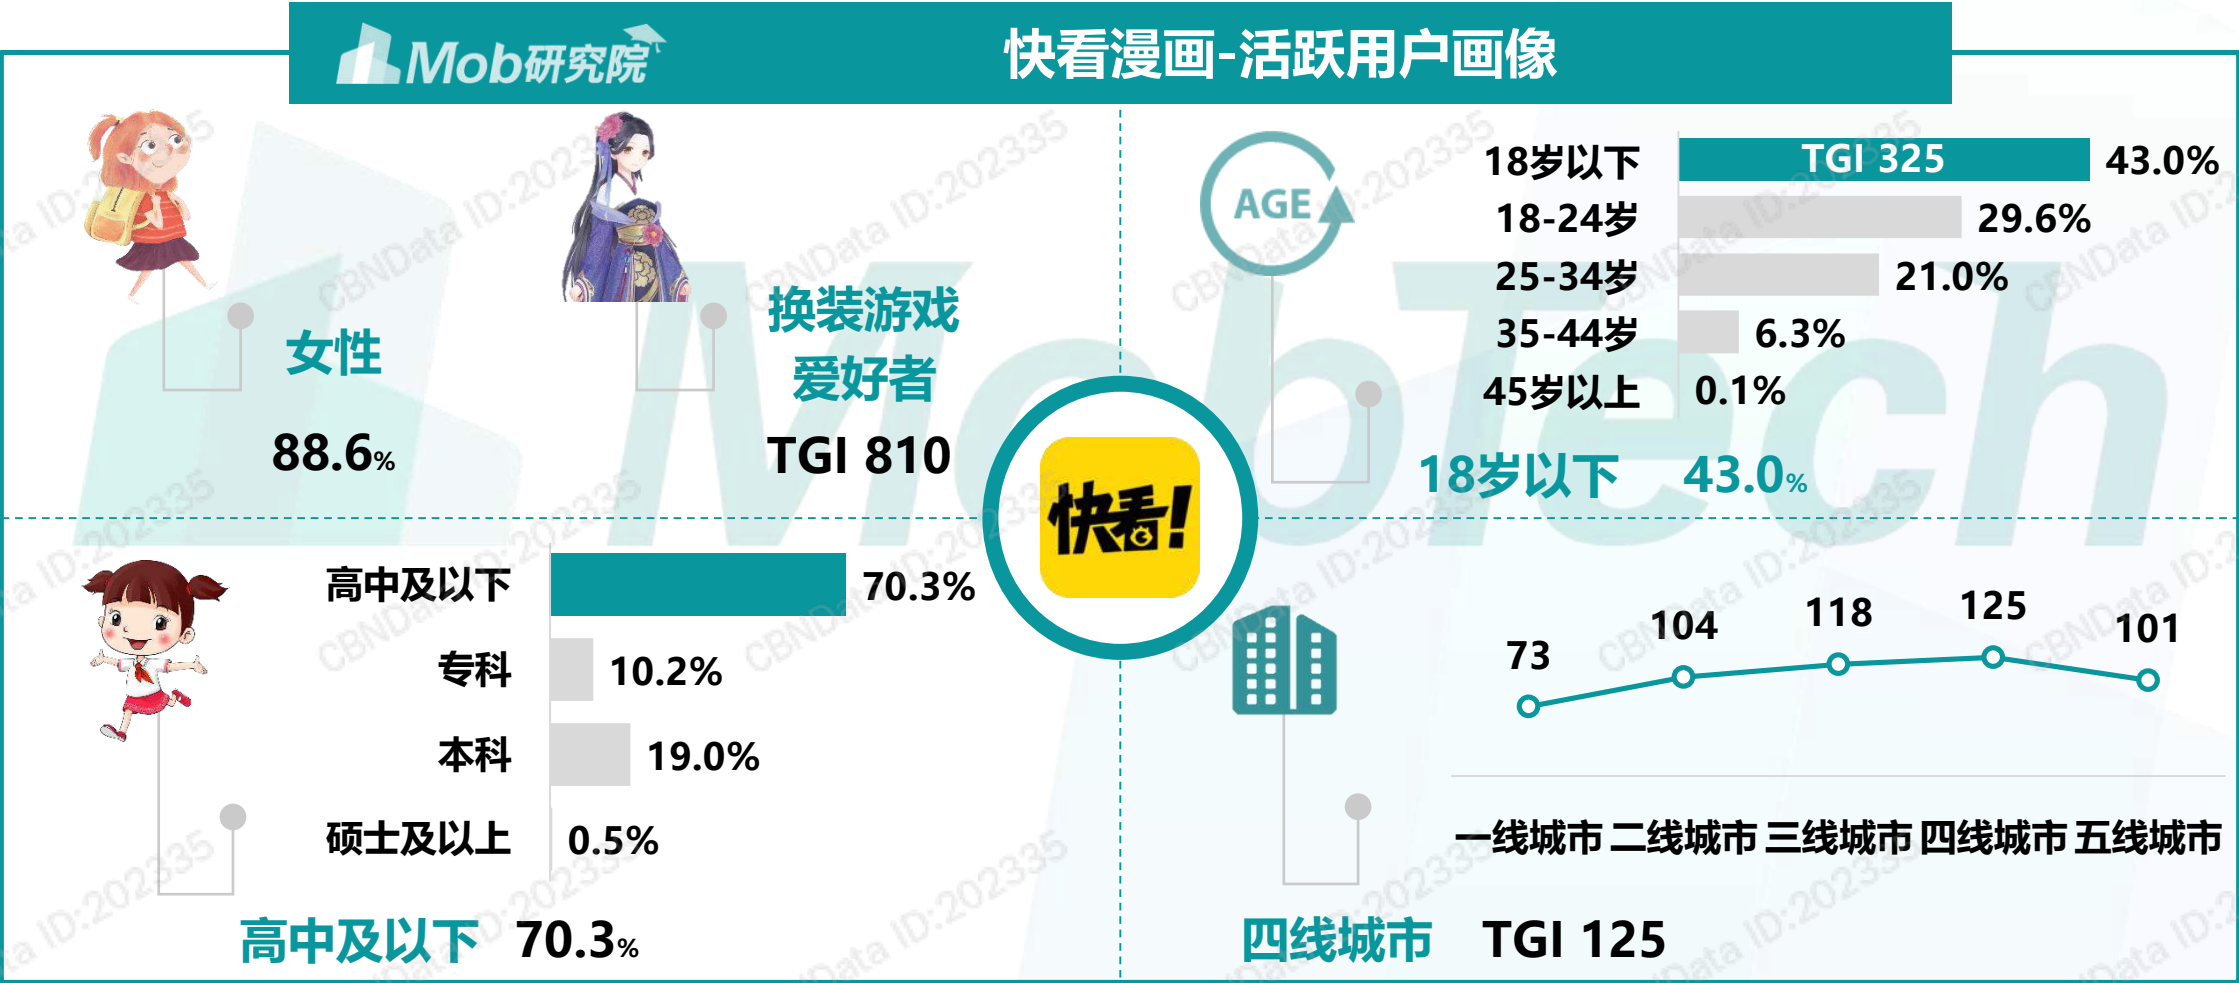 Mob研究院
快看漫画-活跃用户画像
女性
88.6%
换装游戏
爱好者
TGI 810
AGE
18岁以下 TGI 325 43.0%
18-24岁 29.6%
25-34岁 21.0%
35-44岁 6.3%
45岁以上 0.1%
18岁以下 43.0%
快看!
高中及以下 70.3%
专科 10.2%
本科 19.0%
硕士及以上 0.5%
高中及以下 70.3%
73 104 118 125 101
一线城市 二线城市 三线城市 四线城市 五线城市
四线城市 TGI 125
MobTech
CBNData ID:202335